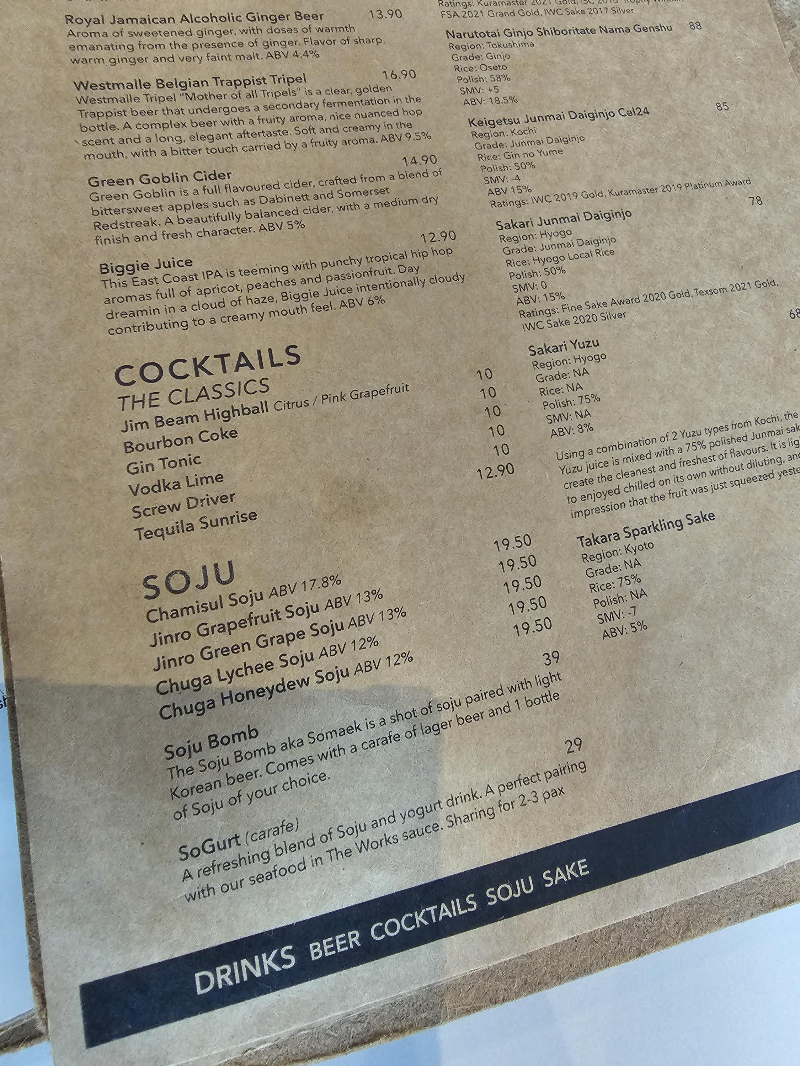 Royal Jamaican Alcoholic Ginger Beer 13.90
Aroma of sweetened ginger, with doses of warmth
emanating from the presence of ginger. Flavor of sharp,
warm ginger and very faint malt. ABV 4.4%
Westmalle Belgian Trappist Tripel 16.90
Westmalle Tripel "Mother of all Tripels" is a clear, golden
Trappist beer that undergoes a secondary fermentation in the
bottle. A complex beer with a fruity aroma, nice nuanced hop
scent and a long, elegant aftertaste. Soft and creamy in the
mouth, with a bitter touch carried by a fruity aroma. ABV 9.5%
Green Goblin Cider 14.90
Green Goblin is a full flavoured cider, crafted from a blend of
bittersweet apples such as Dabinett and Somerset
Redstreak. A beautifully balanced cider, with a medium dry
finish and fresh character. ABV 5%
Biggie Juice 12.90
This East Coast IPA is teeming with punchy tropical hip hop
aromas full of apricot, peaches and passionfruit. Day
dreamin in a cloud of haze, Biggie Juice intentionally cloudy
contributing to a creamy mouth feel. ABV 6%
COCKTAILS
THE CLASSICS
Jim Beam Highball Citrus / Pink Grapefruit 10
Bourbon Coke 10
Gin Tonic 10
Vodka Lime 10
Screw Driver 10
Tequila Sunrise 12.90
SOJU
Chamisul Soju ABV 17.8% 19.50
Jinro Grapefruit Soju ABV 13% 19.50
Jinro Green Grape Soju ABV 13% 19.50
Chuga Lychee Soju ABV 12% 19.50
Chuga Honeydew Soju ABV 12% 19.50
Soju Bomb 39
The Soju Bomb aka Somaek is a shot of soju paired with light
Korean beer. Comes with a carafe of lager beer and 1 bottle
of Soju of your choice.
SoGurt (carafe) 29
A refreshing blend of Soju and yogurt drink. A perfect pairing
with our seafood in The Works sauce. Sharing for 2-3 pax
Ratings: Kuramaster 2021 Gold,
FSA 2021 Grand Gold, IWC Sake 2017 Silver
Narutotai Ginjo Shiboritate Nama Genshu 88
Region: Tokushima
Grade: Ginjo
Rice: Oseto
Polish: 58%
SMV: +5
ABV: 18.5%
Keigetsu Junmai Daiginjo Cel24 85
Region: Kochi
Grade: Junmai Daiginjo
Rice: Gin no Yume
Polish: 50%
SMV: -4
ABV 15%
Ratings: IWC 2019 Gold, Kuramaster 2019 Platinum Award
Sakari Junmai Daiginjo 78
Region: Hyogo
Grade: Junmai Daiginjo
Rice: Hyogo Local Rice
Polish: 50%
SMV: 0
ABV: 15%
Ratings: Fine Sake Award 2020 Gold, Texsom 2021 Gold,
IWC Sake 2020 Silver
Sakari Yuzu 68
Region: Hyogo
Grade: NA
Rice: NA
Polish: 75%
SMV: NA
ABV: 8%
Using a combination of 2 Yuzu types from Kochi, the
Yuzu juice is mixed with a 75% polished Junmai
create the cleanest and freshest of flavours. It is
to enjoyed chilled on its own without diluting,
impression that the fruit was just squeezed
Takara Sparkling Sake
Region: Kyoto
Grade: NA
Rice: 75%
Polish: NA
SMV: -7
ABV: 5%
DRINKS BEER COCKTAILS SOJU SAKE